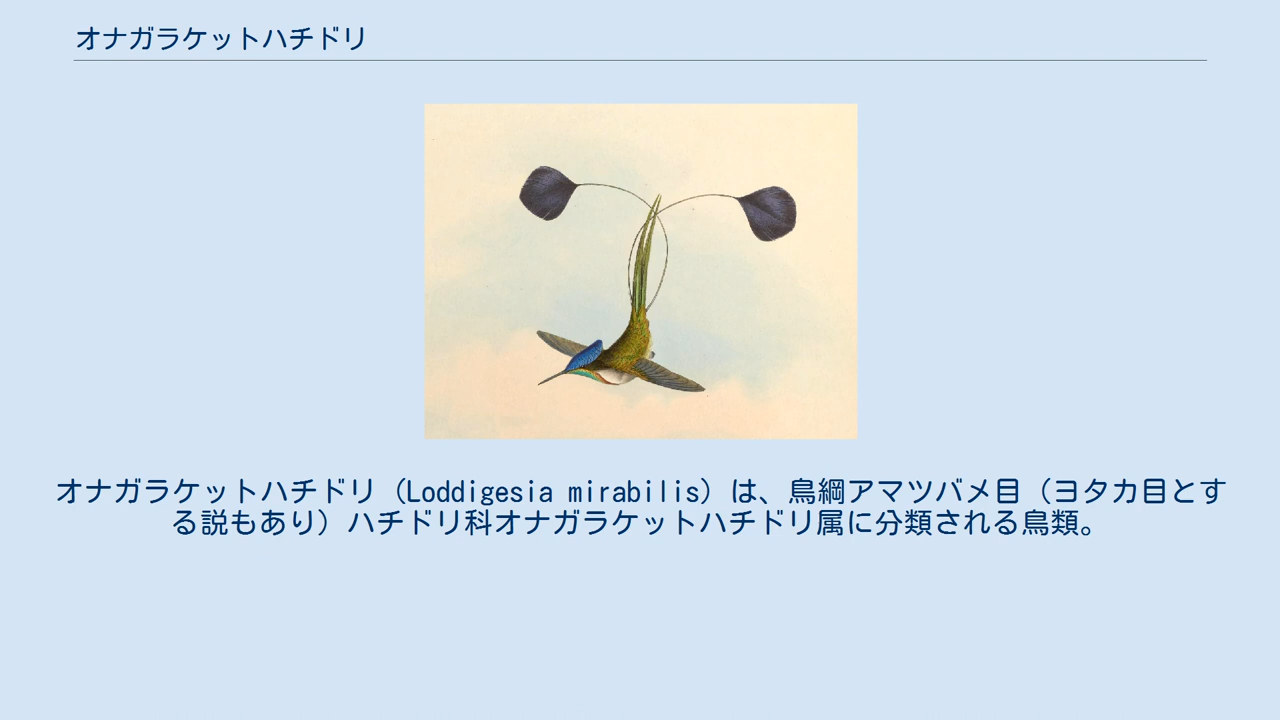 オナガラケットハチドリ
オナガラケットハチドリ（Loddigesia mirabilis）は、鳥綱アマツバメ目（ヨタカ目とす
る説もあり）ハチドリ科オナガラケットハチドリ属に分類される鳥類。